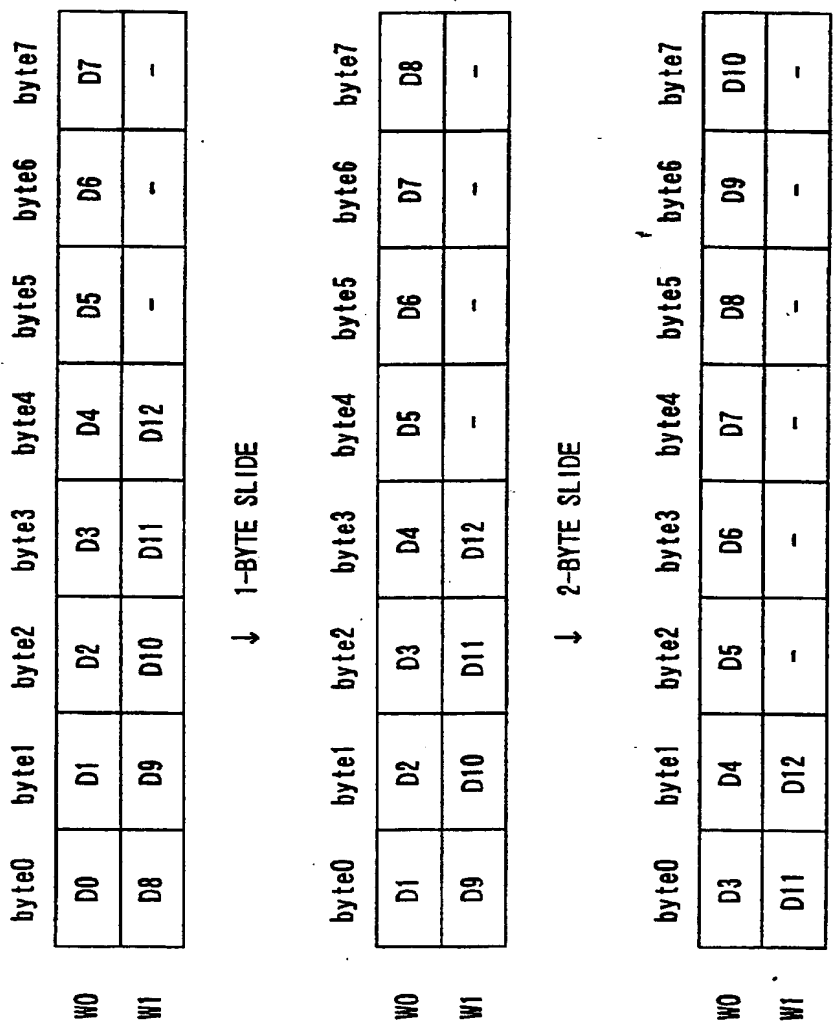 byte0 byte1 byte2 byte3 byte4 byte5 byte6 byte7
W0 D0 D1 D2 D3 D4 D5 D6 D7
W1 D8 D9 D10 D11 D12 - - -
↓ 1-BYTE SLIDE
byte0 byte1 byte2 byte3 byte4 byte5 byte6 byte7
W0 D1 D2 D3 D4 D5 D6 D7 D8
W1 D9 D10 D11 D12 - - - -
↓ 2-BYTE SLIDE
byte0 byte1 byte2 byte3 byte4 byte5 byte6 byte7
W0 D3 D4 D5 D6 D7 D8 D9 D10
W1 D11 D12 - - - - - -